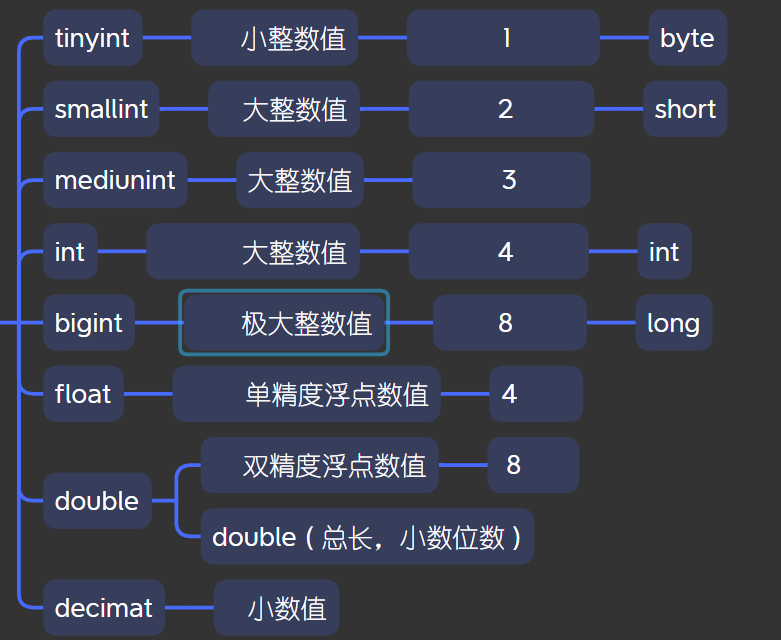 tinyint 小整数值 1 byte
smallint 大整数值 2 short
mediunint 大整数值 3
int 大整数值 4 int
bigint 极大整数值 8 long
float 单精度浮点数值 4
双精度浮点数值 8
double
double（总长，小数位数）
decimat 小数值